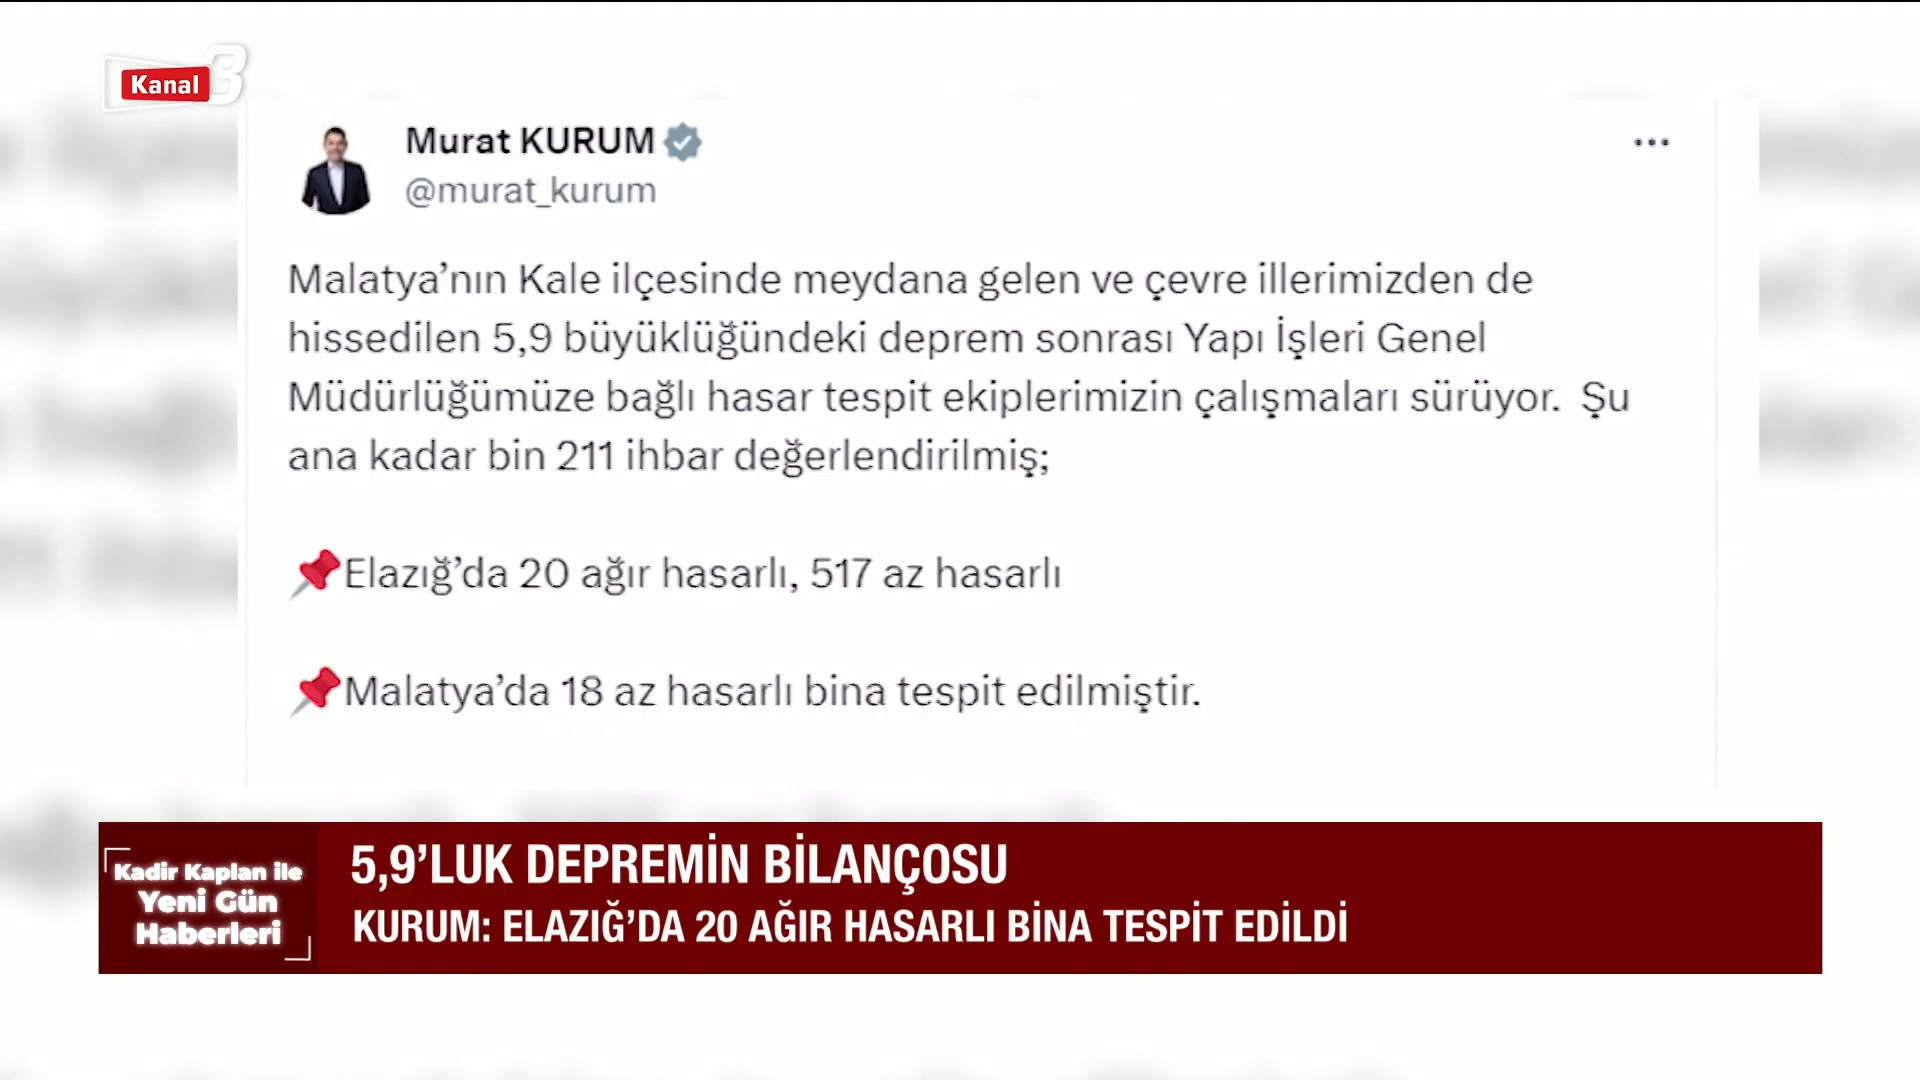 Kanal 3
Murat KURUM
@murat_kurum
Malatya’nın Kale ilçesinde meydana gelen ve çevre illerimizden de
hissedilen 5,9 büyüklüğündeki deprem sonrası Yapı İşleri Genel
Müdürlüğümüze bağlı hasar tespit ekiplerimizin çalışmaları sürüyor. Şu
ana kadar bin 211 ihbar değerlendirilmiş;
📌Elazığ’da 20 ağır hasarlı, 517 az hasarlı
📌Malatya’da 18 az hasarlı bina tespit edilmiştir.
Kadir Kaplan ile
Yeni Gün
Haberleri
5,9’LUK DEPREMİN BİLANÇOSU
KURUM: ELAZIĞ’DA 20 AĞIR HASARLI BİNA TESPİT EDİLDİ